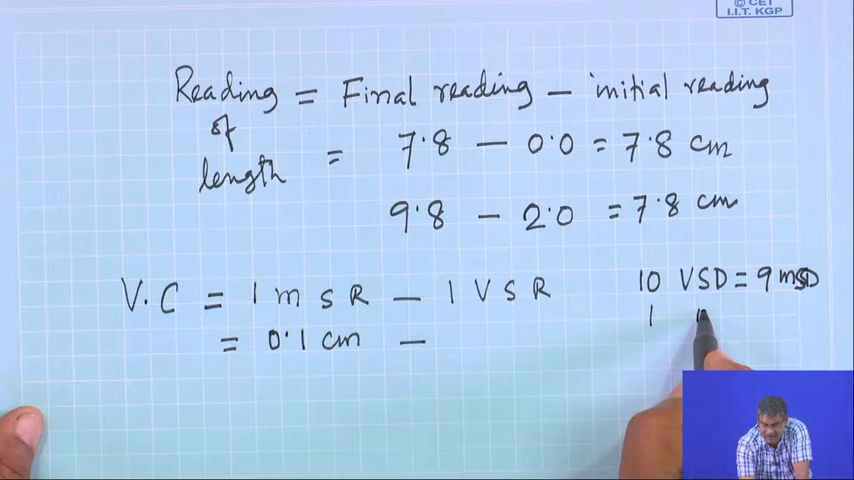 © CET
I.I.T. KGP
Reading = Final reading - initial reading
of
length = 7.8 - 0.0 = 7.8 cm
9.8 - 2.0 = 7.8 cm
V.C = 1 m S R - 1 V S R 10 VSD = 9 MSD
= 0.1 cm - 1